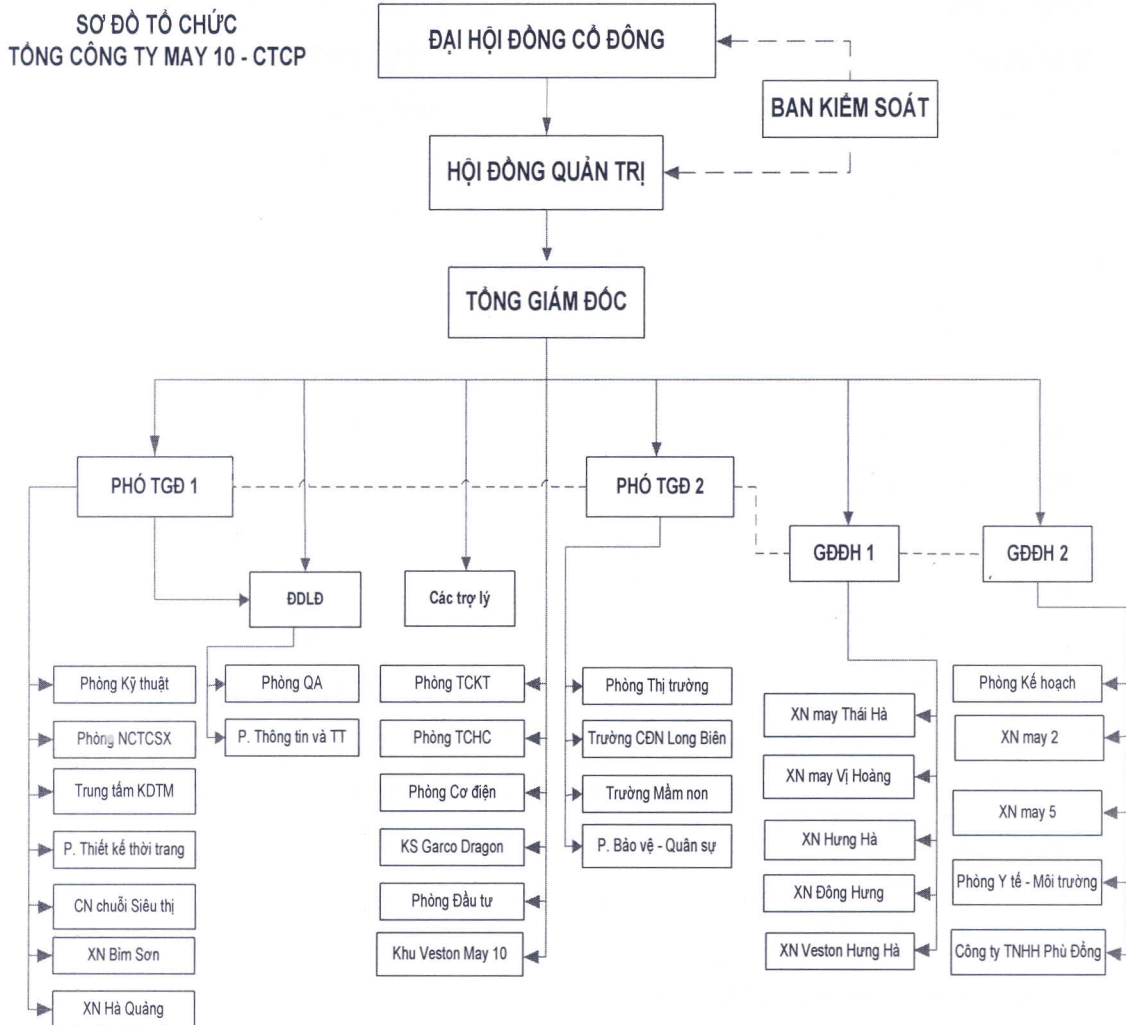 SƠ ĐỒ TỔ CHỨC
TỔNG CÔNG TY MAY 10 - CTCP
ĐẠI HỘI ĐỒNG CỔ ĐÔNG
BAN KIỂM SOÁT
HỘI ĐỒNG QUẢN TRỊ
TỔNG GIÁM ĐỐC
PHÓ TGĐ 1
PHÓ TGĐ 2
GĐĐH 1
GĐĐH 2
ĐDLĐ
Các trợ lý
Phòng Kỹ thuật
Phòng NCTCSX
Trung tâm KDTM
P. Thiết kế thời trang
CN chuỗi Siêu thị
XN Bỉm Sơn
XN Hà Quảng
Phòng QA
P. Thông tin và TT
Phòng TCKT
Phòng TCHC
Phòng Cơ điện
KS Garco Dragon
Phòng Đầu tư
Khu Veston May 10
Phòng Thị trường
Trường CĐN Long Biên
Trường Mầm non
P. Bảo vệ - Quân sự
XN may Thái Hà
XN may Vị Hoàng
XN Hưng Hà
XN Đông Hưng
XN Veston Hưng Hà
Phòng Kế hoạch
XN may 2
XN may 5
Phòng Y tế - Môi trường
Công ty TNHH Phù Đổng